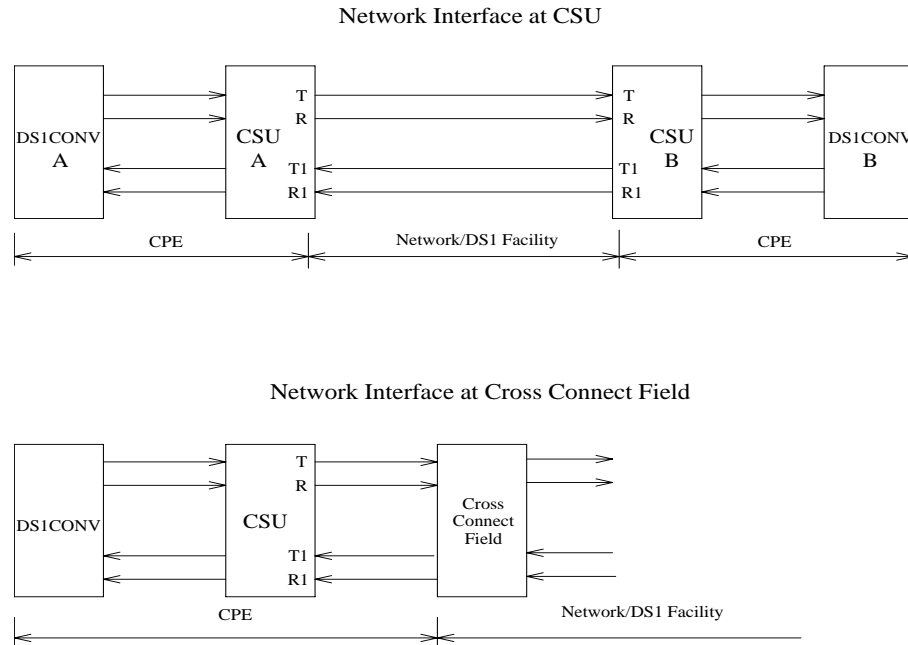 Network Interface at CSU
DS1CONV
A
CSU
A
T
R
T1
R1
T
R
T1
R1
CSU
B
DS1CONV
B
CPE
Network/DS1 Facility
CPE
Network Interface at Cross Connect Field
DS1CONV
CSU
T
R
T1
R1
Cross
Connect
Field
CPE
Network/DS1 Facility